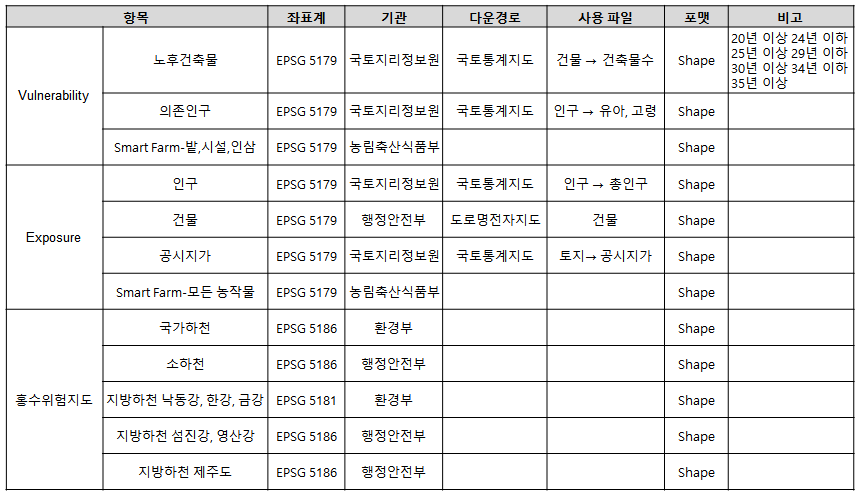 항목 좌표계 기관 다운경로 사용 파일 포맷 비고
Vulnerability
노후건축물 EPSG 5179 국토지리정보원 국토통계지도 건물 → 건축물수 Shape
20년 이상 24년 이하
25년 이상 29년 이하
30년 이상 34년 이하
35년 이상
의존인구 EPSG 5179 국토지리정보원 국토통계지도 인구 → 유아, 고령 Shape
Smart Farm-밭,시설,인삼 EPSG 5179 농림축산식품부 Shape
Exposure
인구 EPSG 5179 국토지리정보원 국토통계지도 인구 → 총인구 Shape
건물 EPSG 5179 행정안전부 도로명전자지도 건물 Shape
공시지가 EPSG 5179 국토지리정보원 국토통계지도 토지→ 공시지가 Shape
Smart Farm-모든 농작물 EPSG 5179 농림축산식품부 Shape
홍수위험지도
국가하천 EPSG 5186 환경부 Shape
소하천 EPSG 5186 행정안전부 Shape
지방하천 낙동강, 한강, 금강 EPSG 5181 환경부 Shape
지방하천 섬진강, 영산강 EPSG 5186 행정안전부 Shape
지방하천 제주도 EPSG 5186 행정안전부 Shape